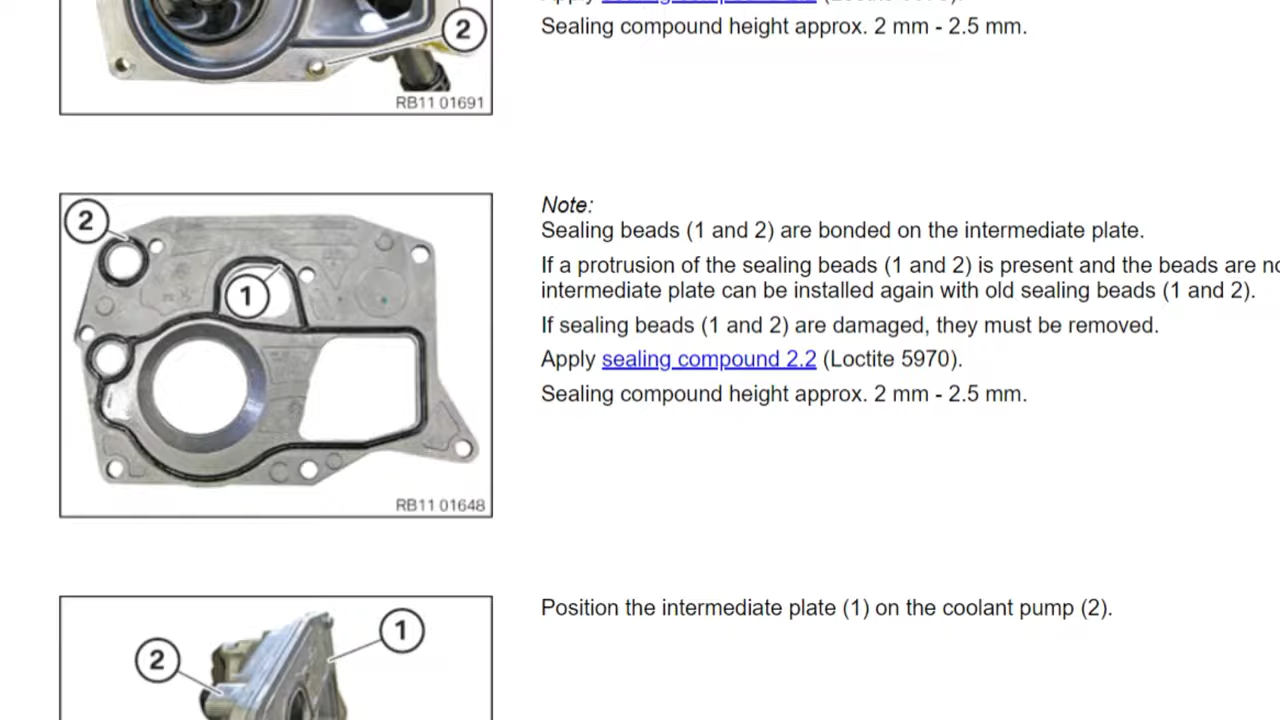 2
RB11 01691
Sealing compound height approx. 2 mm - 2.5 mm.
2
1
RB11 01648
Note:
Sealing beads (1 and 2) are bonded on the intermediate plate.
If a protrusion of the sealing beads (1 and 2) is present and the beads are
intermediate plate can be installed again with old sealing beads (1 and 2).
If sealing beads (1 and 2) are damaged, they must be removed.
Apply sealing compound 2.2 (Loctite 5970).
Sealing compound height approx. 2 mm - 2.5 mm.
1
2
Position the intermediate plate (1) on the coolant pump (2).